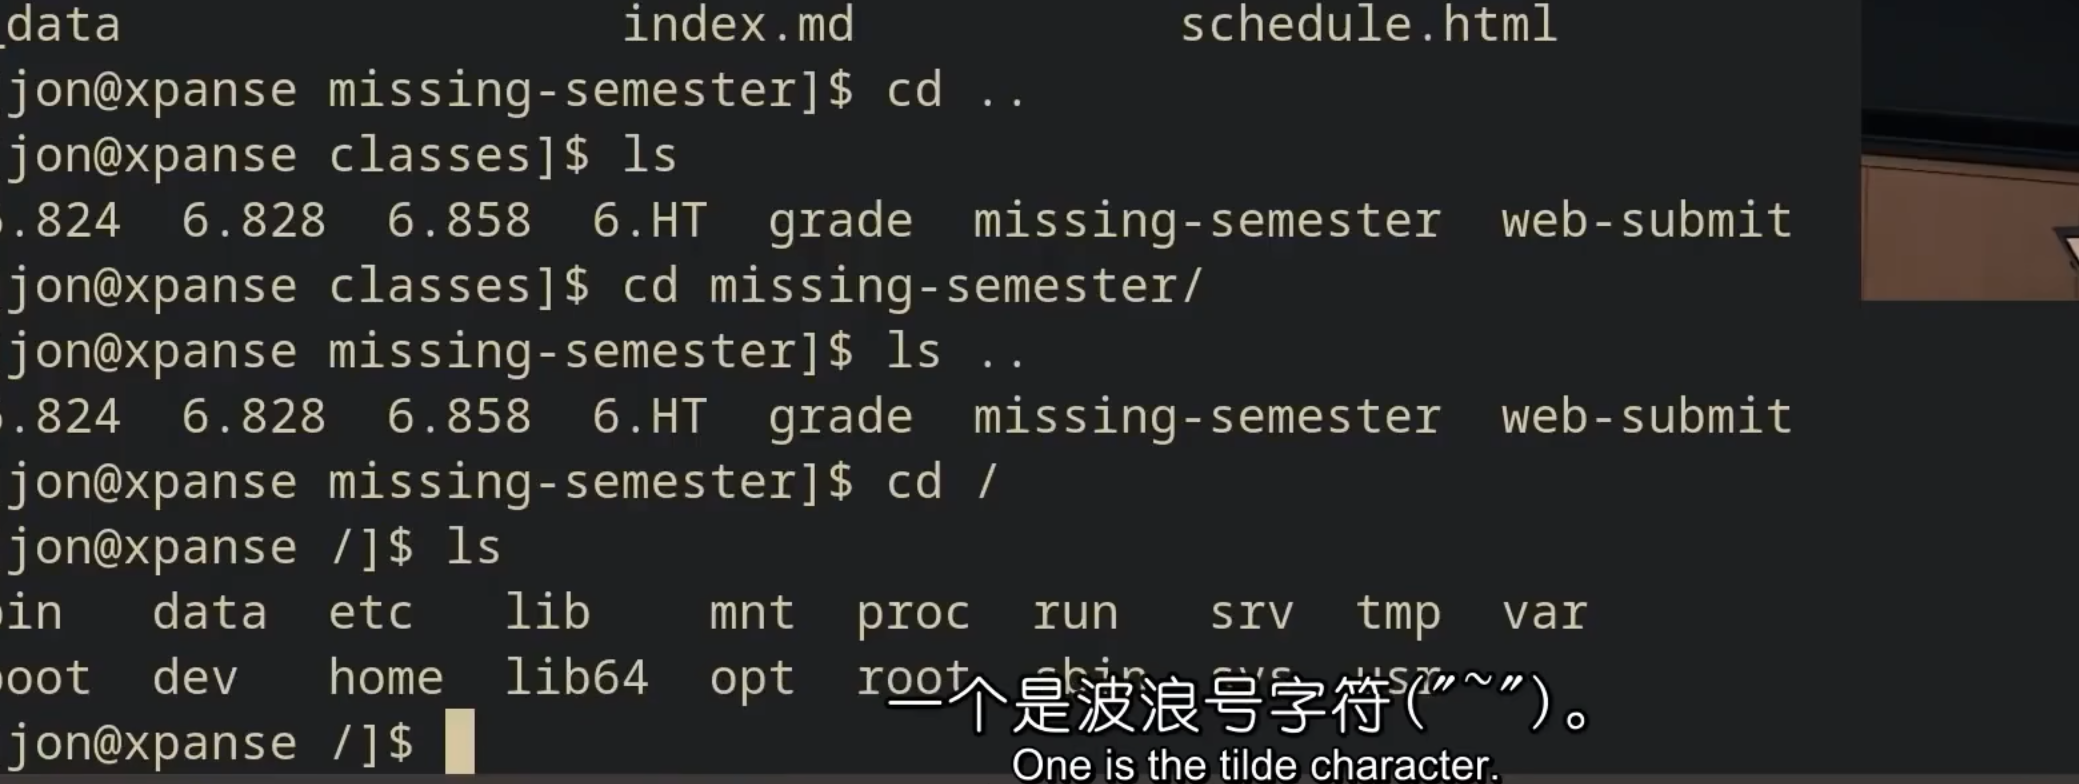 _data index.md schedule.html
jon@xpanse missing-semester]$ cd ..
jon@xpanse classes]$ ls
.824 6.828 6.858 6.HT grade missing-semester web-submit
jon@xpanse classes]$ cd missing-semester/
jon@xpanse missing-semester]$ ls ..
.824 6.828 6.858 6.HT grade missing-semester web-submit
jon@xpanse missing-semester]$ cd /
jon@xpanse /]$ ls
in data etc lib mnt proc run srv tmp var
oot dev home lib64 opt root sbin sys usr
一个是波浪号字符("~")。
jon@xpanse /]$
One is the tilde character.